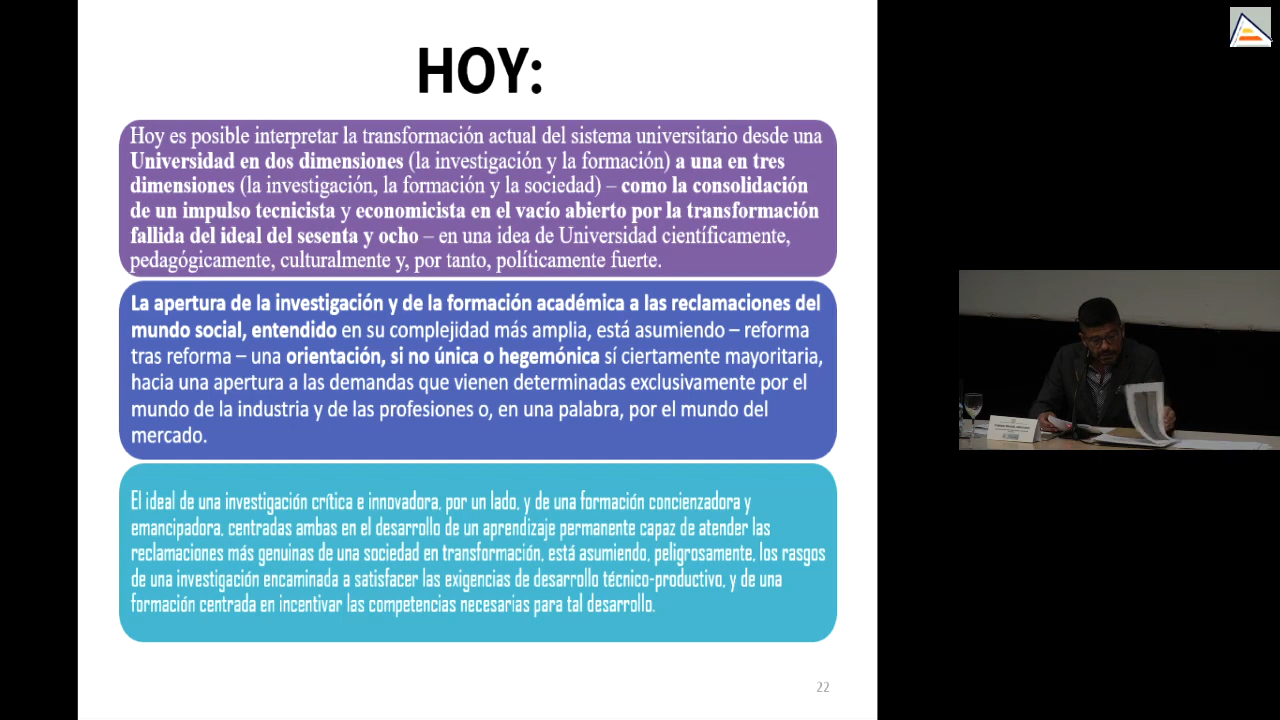 HOY:
Hoy es posible interpretar la transformación actual del sistema universitario desde una
Universidad en dos dimensiones (la investigación y la formación) a una en tres
dimensiones (la investigación, la formación y la sociedad) – como la consolidación
de un impulso tecnicista y economicista en el vacío abierto por la transformación
fallida del ideal del sesenta y ocho – en una idea de Universidad científicamente,
pedagógicamente, culturalmente y, por tanto, políticamente fuerte.
La apertura de la investigación y de la formación académica a las reclamaciones del
mundo social, entendido en su complejidad más amplia, está asumiendo – reforma
tras reforma – una orientación, si no única o hegemónica sí ciertamente mayoritaria,
hacia una apertura a las demandas que vienen determinadas exclusivamente por el
mundo de la industria y de las profesiones o, en una palabra, por el mundo del
mercado.
El ideal de una investigación crítica e innovadora, por un lado, y de una formación concienzadora y
emancipadora, centradas ambas en el desarrollo de un aprendizaje permanente capaz de atender las
reclamaciones más genuinas de una sociedad en transformación, está asumiendo, peligrosamente, los rasgos
de una investigación encaminada a satisfacer las exigencias de desarrollo técnico-productivo, y de una
formación centrada en incentivar las competencias necesarias para tal desarrollo.
22